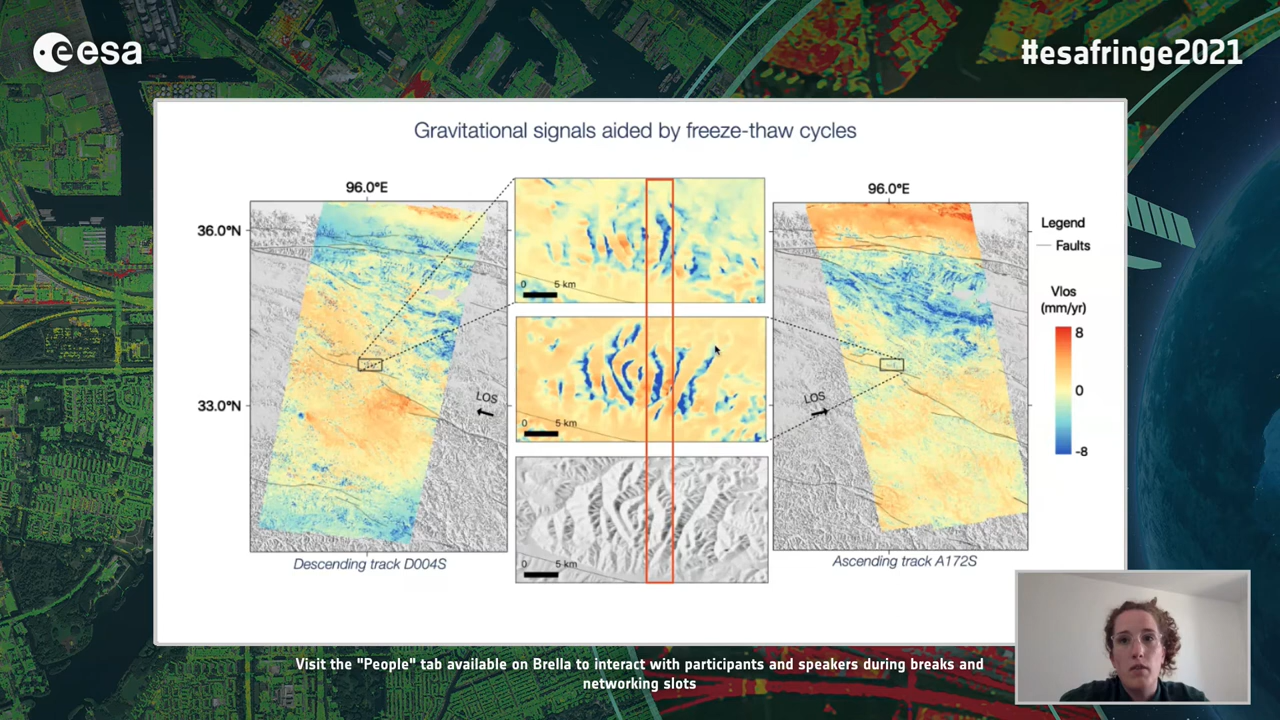 esa
#esafringe2021
Gravitational signals aided by freeze-thaw cycles
96.0°E
36.0°N
33.0°N
LOS
Descending track D004S
0 5 km
0 5 km
0 5 km
96.0°E
LOS
Ascending track A172S
Legend
Faults
Vlos
(mm/yr)
8
0
-8
Visit the "People" tab available on Brella to interact with participants and speakers during breaks and
networking slots